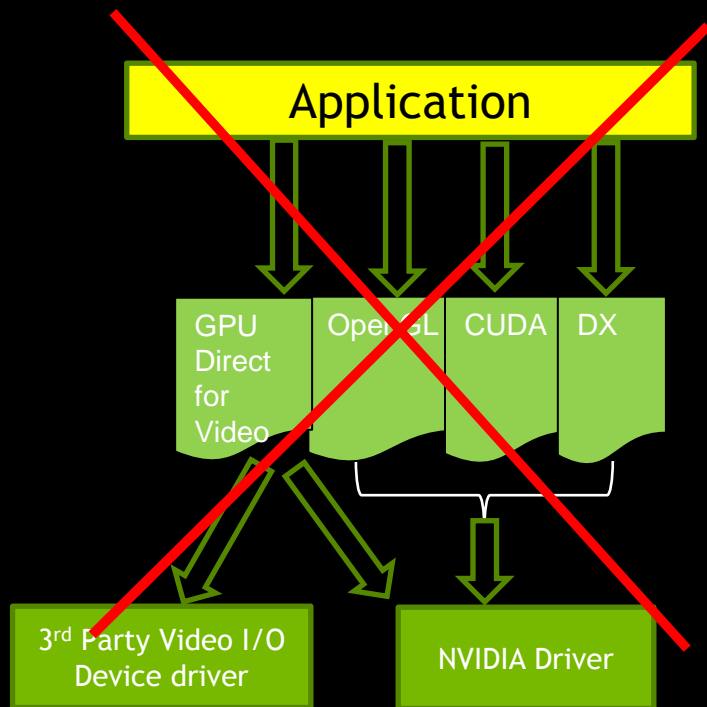 Application
GPU
Direct
for
Video
OpenGL
CUDA
DX
3rd Party Video I/O
Device driver
NVIDIA Driver